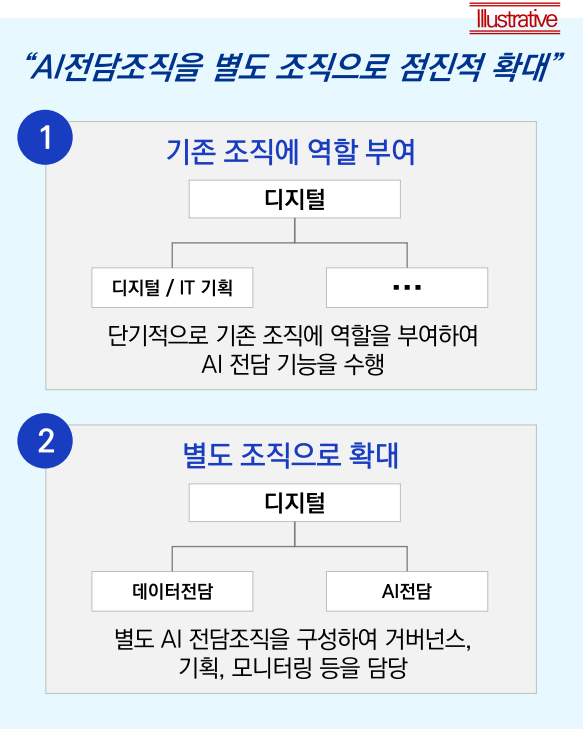 Illustrative
“AI전담조직을 별도 조직으로 점진적 확대”
1
기존 조직에 역할 부여
디지털
디지털 / IT 기획
...
단기적으로 기존 조직에 역할을 부여하여
AI 전담 기능을 수행
2
별도 조직으로 확대
디지털
데이터전담
AI전담
별도 AI 전담조직을 구성하여 거버넌스,
기획, 모니터링 등을 담당